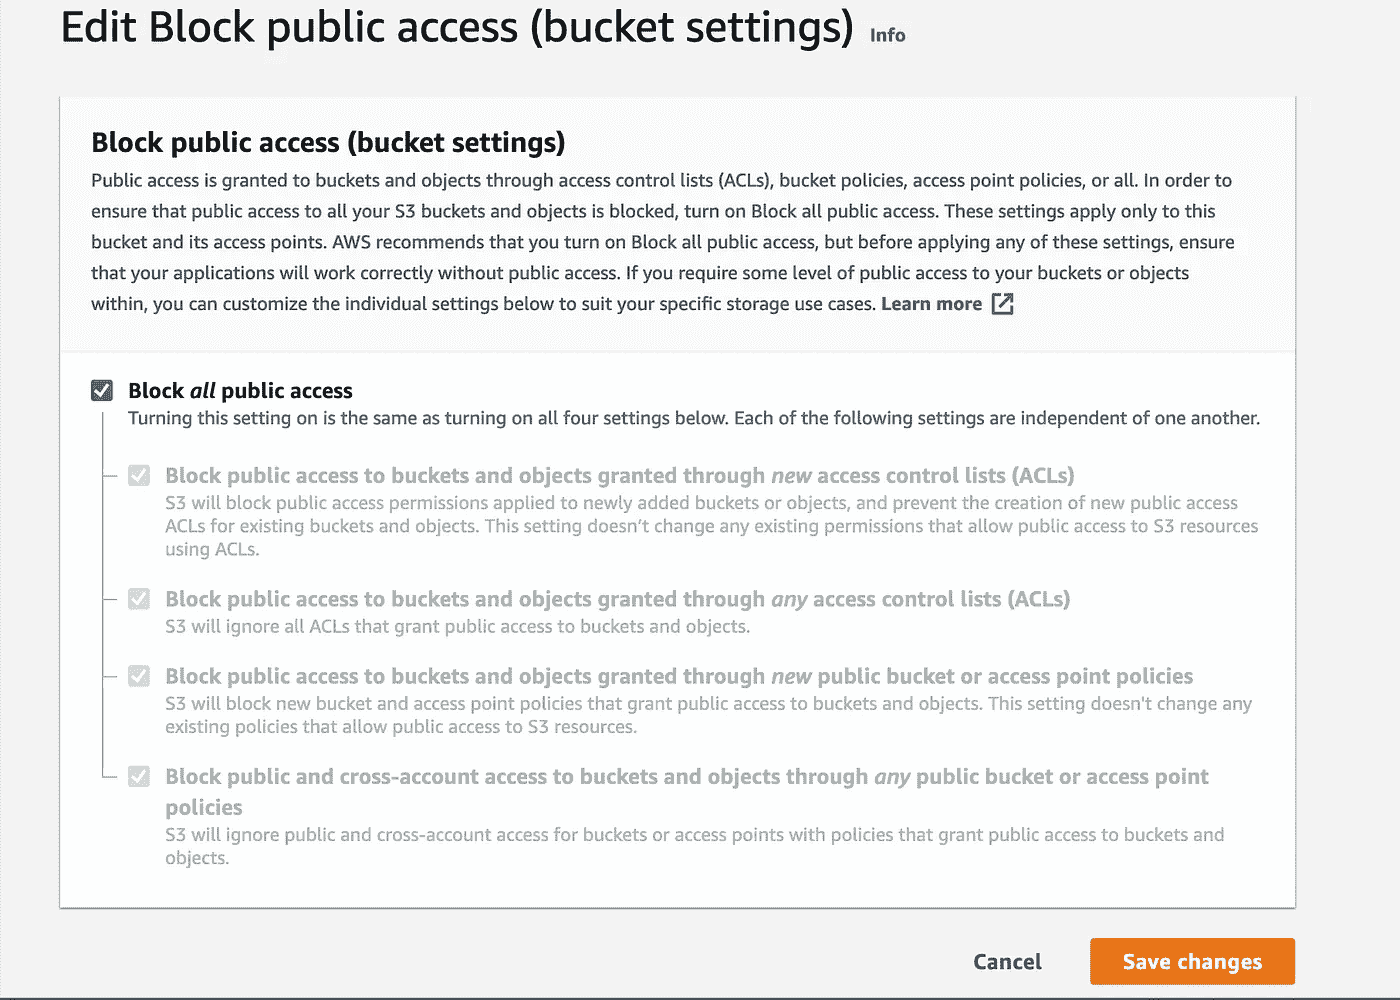 Edit Block public access (bucket settings) Info
Block public access (bucket settings)
Public access is granted to buckets and objects through access control lists (ACLs), bucket policies, access point policies, or all. In order to
ensure that public access to all your S3 buckets and objects is blocked, turn on Block all public access. These settings apply only to this
bucket and its access points. AWS recommends that you turn on Block all public access, but before applying any of these settings, ensure
that your applications will work correctly without public access. If you require some level of public access to your buckets or objects
within, you can customize the individual settings below to suit your specific storage use cases. Learn more
Block all public access
Turning this setting on is the same as turning on all four settings below. Each of the following settings are independent of one another.
Block public access to buckets and objects granted through new access control lists (ACLs)
S3 will block public access permissions applied to newly added buckets or objects, and prevent the creation of new public access
ACLs for existing buckets and objects. This setting doesn't change any existing permissions that allow public access to S3 resources
using ACLs.
Block public access to buckets and objects granted through any access control lists (ACLs)
S3 will ignore all ACLs that grant public access to buckets and objects.
Block public access to buckets and objects granted through new public bucket or access point policies
S3 will block new bucket and access point policies that grant public access to buckets and objects. This setting doesn't change any
existing policies that allow public access to S3 resources.
Block public and cross-account access to buckets and objects through any public bucket or access point
policies
S3 will ignore public and cross-account access for buckets or access points with policies that grant public access to buckets and
objects.
Cancel Save changes